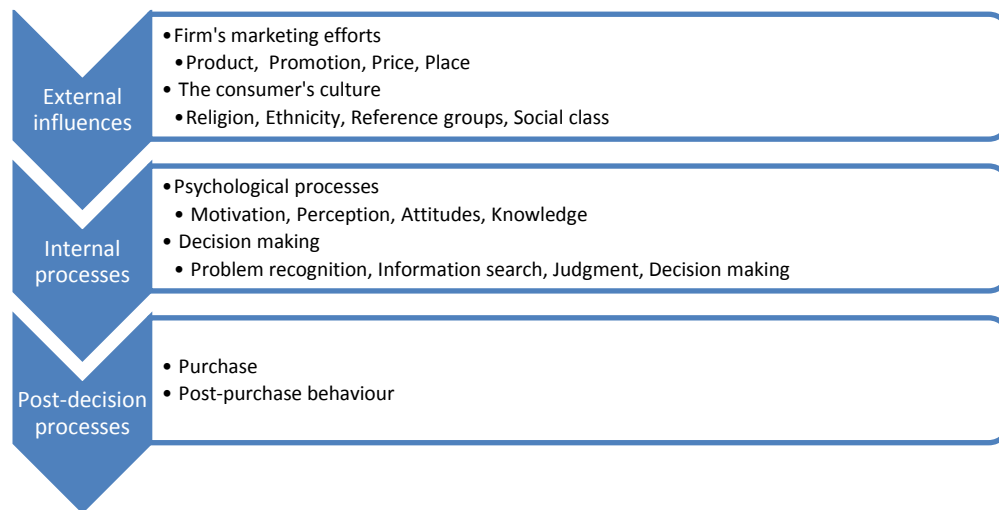 External
influences
•Firm's marketing efforts
•Product, Promotion, Price, Place
• The consumer's culture
•Religion, Ethnicity, Reference groups, Social class
Internal
processes
•Psychological processes
• Motivation, Perception, Attitudes, Knowledge
• Decision making
• Problem recognition, Information search, Judgment, Decision making
Post-decision
processes
• Purchase
• Post-purchase behaviour